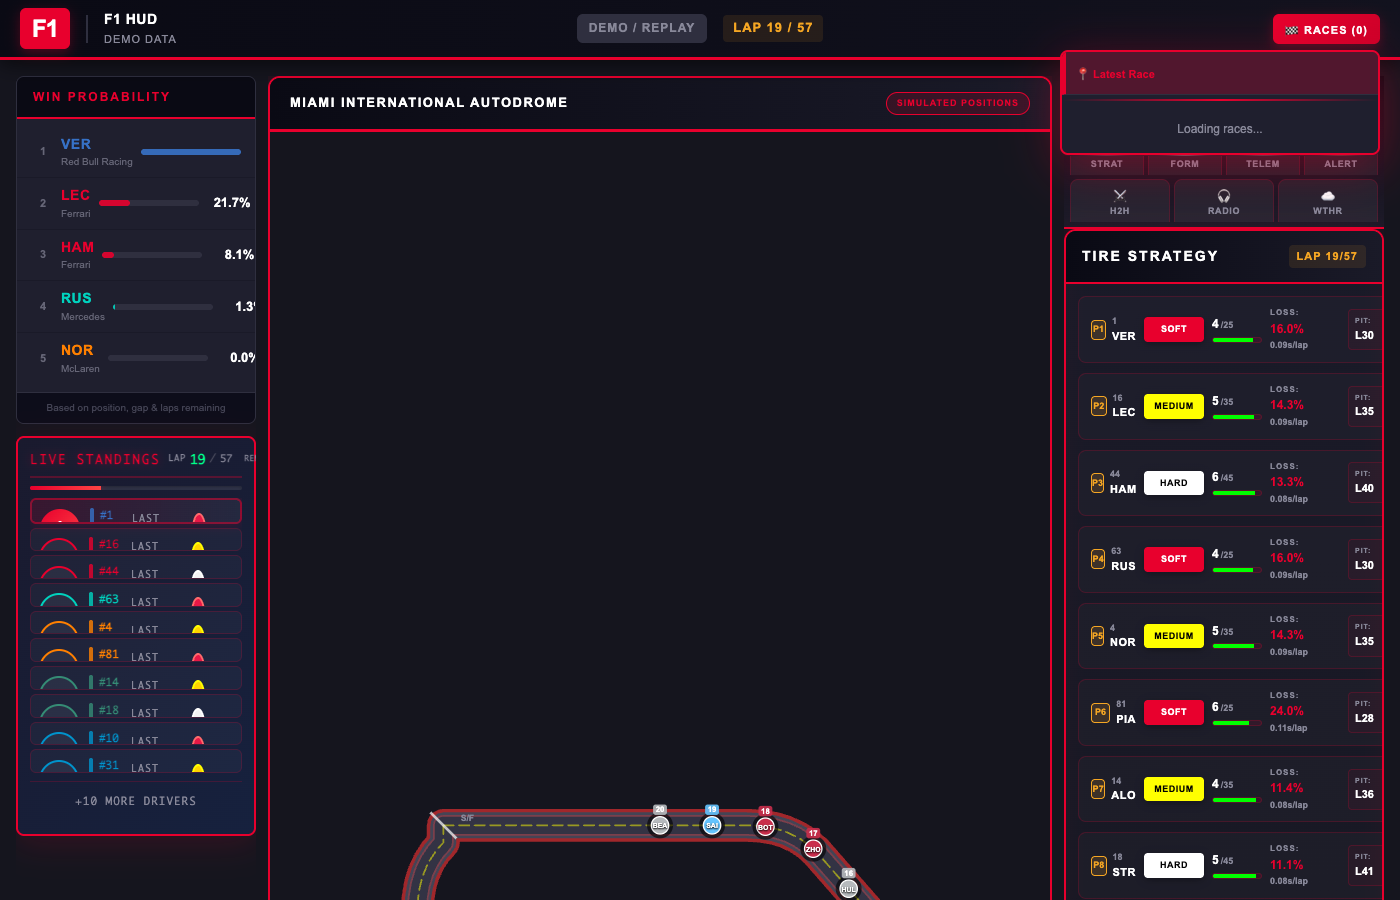 F1
F1 HUD
DEMO DATA
DEMO / REPLAY
LAP 19 / 57
RACES (0)
Latest Race
Loading races...
WIN PROBABILITY
1
VER
Red Bull Racing
2
LEC
Ferrari
21.7%
3
HAM
Ferrari
8.1%
4
RUS
Mercedes
1.3
5
NOR
McLaren
0.0%
Based on position, gap & laps remaining
LIVE STANDINGS
LAP 19 / 57
#1 LAST
#16 LAST
#44 LAST
#63 LAST
#4 LAST
#81 LAST
#14 LAST
#18 LAST
#10 LAST
#31 LAST
+10 MORE DRIVERS
MIAMI INTERNATIONAL AUTODROME
SIMULATED POSITIONS
S/F
20
BEA
19
SAI
18
BOT
17
ZHO
16
HUL
STRAT
FORM
TELEM
ALERT
H2H
RADIO
WTHR
TIRE STRATEGY
LAP 19/57
P1
1
VER
SOFT
4/25
LOSS:
16.0%
0.09s/lap
PIT:
L30
P2
16
LEC
MEDIUM
5/35
LOSS:
14.3%
0.09s/lap
PIT:
L35
P3
44
HAM
HARD
6/45
LOSS:
13.3%
0.08s/lap
PIT:
L40
P4
63
RUS
SOFT
4/25
LOSS:
16.0%
0.09s/lap
PIT:
L30
P5
4
NOR
MEDIUM
5/35
LOSS:
14.3%
0.09s/lap
PIT:
L35
P6
81
PIA
SOFT
6/25
LOSS:
24.0%
0.11s/lap
PIT:
L28
P7
14
ALO
MEDIUM
4/35
LOSS:
11.4%
0.08s/lap
PIT:
L36
P8
18
STR
HARD
5/45
LOSS:
11.1%
0.08s/lap
PIT:
L41